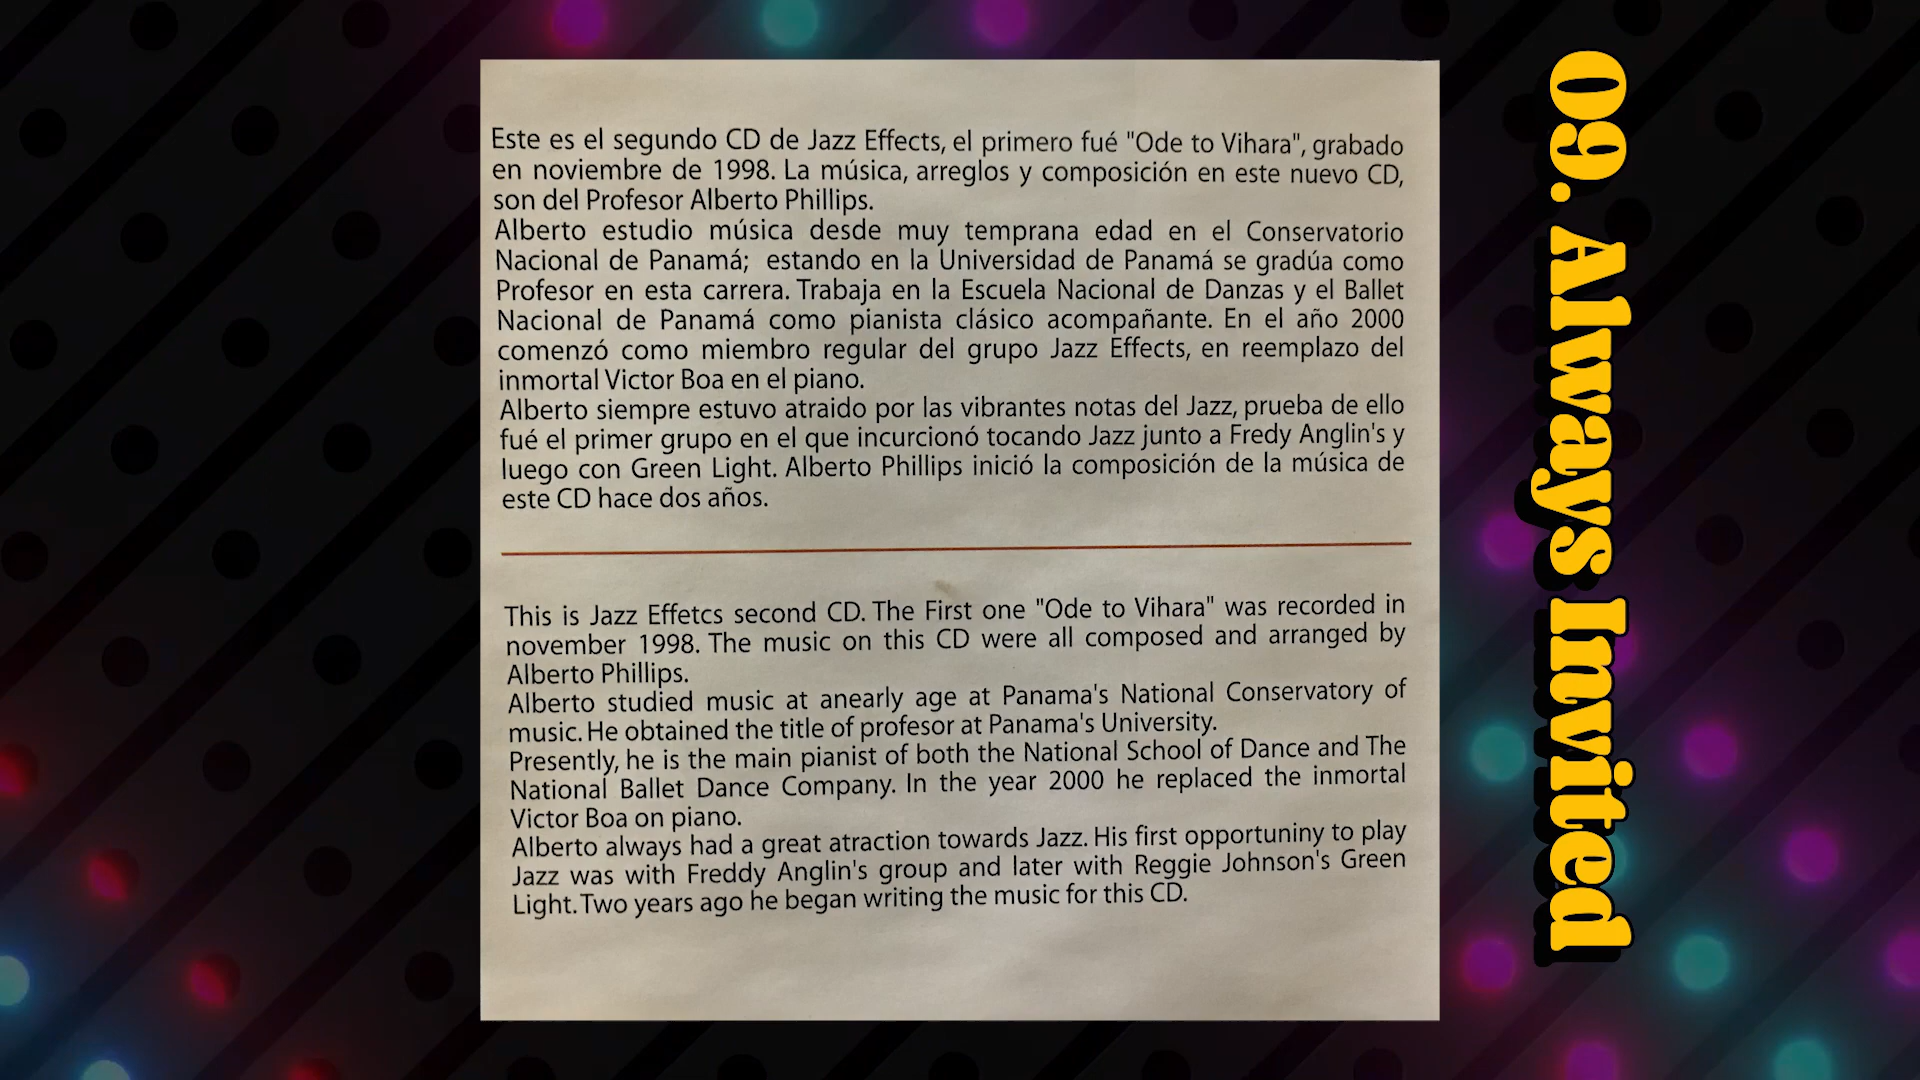 Este es el segundo CD de Jazz Effects, el primero fué "Ode to Vihara", grabado
en noviembre de 1998. La música, arreglos y composición en este nuevo CD,
son del Profesor Alberto Phillips.
Alberto estudio música desde muy temprana edad en el Conservatorio
Nacional de Panamá; estando en la Universidad de Panamá se gradúa como
Profesor en esta carrera. Trabaja en la Escuela Nacional de Danzas y el Ballet
Nacional de Panamá como pianista clásico acompañante. En el año 2000
comenzó como miembro regular del grupo Jazz Effects, en reemplazo del
inmortal Victor Boa en el piano.
Alberto siempre estuvo atraido por las vibrantes notas del Jazz, prueba de ello
fué el primer grupo en el que incurcionó tocando Jazz junto a Fredy Anglin's y
luego con Green Light. Alberto Phillips inició la composición de la música de
este CD hace dos años.
This is Jazz Effetcs second CD. The First one "Ode to Vihara" was recorded in
november 1998. The music on this CD were all composed and arranged by
Alberto Phillips.
Alberto studied music at anearly age at Panama's National Conservatory of
music. He obtained the title of profesor at Panama's University.
Presently, he is the main pianist of both the National School of Dance and The
National Ballet Dance Company. In the year 2000 he replaced the inmortal
Victor Boa on piano.
Alberto always had a great atraction towards Jazz. His first opportuniny to play
Jazz was with Freddy Anglin's group and later with Reggie Johnson's Green
Light. Two years ago he began writing the music for this CD.
09. Always Invited